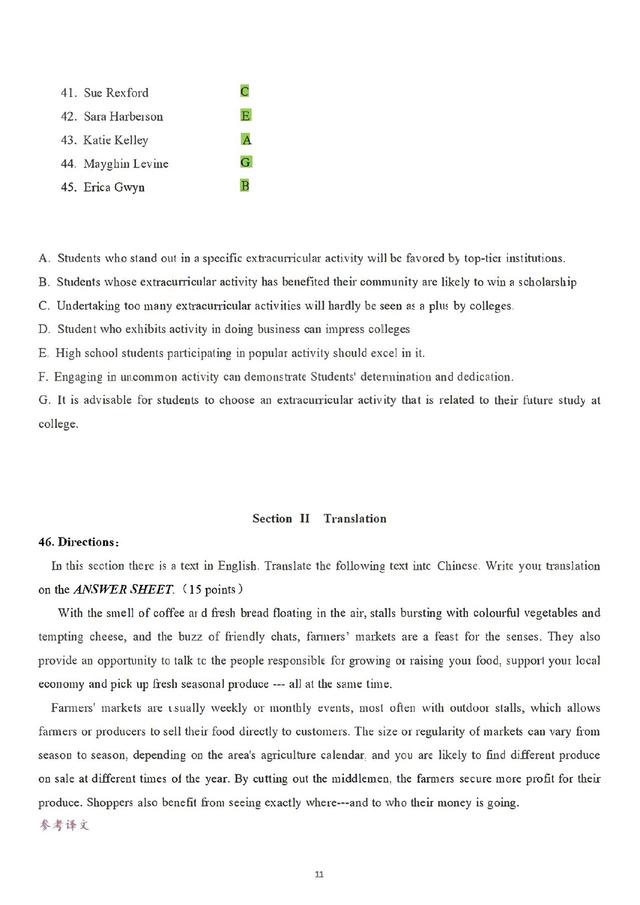 41. Sue Rexford C
42. Sara Harberson E
43. Katie Kelley A
44. Mayghin Levine G
45. Erica Gwyn B
A. Students who stand out in a specific extracurricular activity will be favored by top-tier institutions.
B. Students whose extracurricular activity has benefited their community are likely to win a scholarship
C. Undertaking too many extracurricular activities will hardly be seen as a plus by colleges.
D. Student who exhibits activity in doing business can impress colleges
E. High school students participating in popular activity should excel in it.
F. Engaging in uncommon activity can demonstrate Students' determination and dedication.
G. It is advisable for students to choose an extracurricular activity that is related to their future study at
college.
Section II Translation
46. Directions:
In this section there is a text in English. Translate the following text into Chinese. Write your translation
on the ANSWER SHEET.（15 points）
With the smell of coffee and fresh bread floating in the air, stalls bursting with colourful vegetables and
tempting cheese, and the buzz of friendly chats, farmers' markets are a feast for the senses. They also
provide an opportunity to talk to the people responsible for growing or raising your food, support your local
economy and pick up fresh seasonal produce --- all at the same time.
Farmers' markets are usually weekly or monthly events, most often with outdoor stalls, which allows
farmers or producers to sell their food directly to customers. The size or regularity of markets can vary from
season to season, depending on the area's agriculture calendar, and you are likely to find different produce
on sale at different times of the year. By cutting out the middlemen, the farmers secure more profit for their
produce. Shoppers also benefit from seeing exactly where---and to who their money is going.
参考译文
11